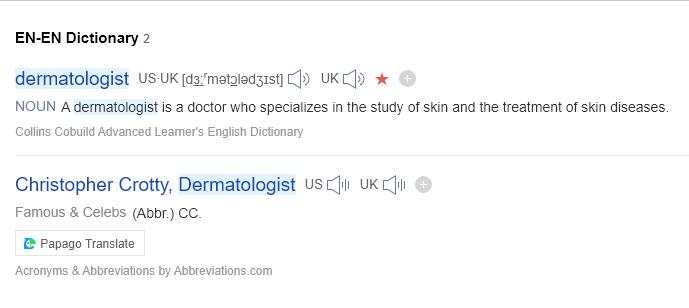 EN-EN Dictionary 2
dermatologist US·UK [dɜːʳmətɔlədʒɪst] UK
NOUN A dermatologist is a doctor who specializes in the study of skin and the treatment of skin diseases.
Collins Cobuild Advanced Learner's English Dictionary
Christopher Crotty, Dermatologist US UK
Famous & Celebs (Abbr.) CC.
Papago Translate
Acronyms & Abbreviations by Abbreviations.com